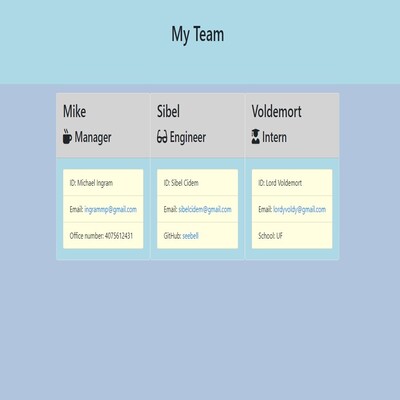 My Team
Mike
Manager
ID: Michael Ingram
Email: ingrammp@gmail.com
Office number: 4075612431
Sibel
Engineer
ID: Sibel Cidem
Email: sibelcidem@gmail.com
GitHub: seebell
Voldemort
Intern
ID: Lord Voldemort
Email: lordyvoldy@gmail.com
School: UF